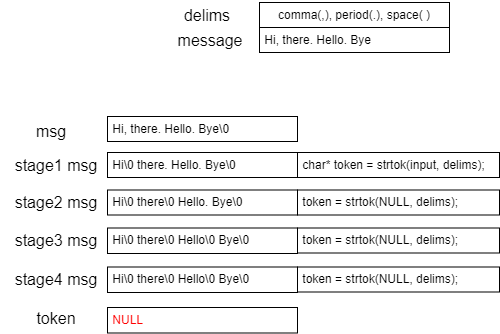 delims comma(,), period(.), space( )
message Hi, there. Hello. Bye
msg Hi, there. Hello. Bye\0
stage1 msg Hi\0 there. Hello. Bye\0 char* token = strtok(input, delims);
stage2 msg Hi\0 there\0 Hello. Bye\0 token = strtok(NULL, delims);
stage3 msg Hi\0 there\0 Hello\0 Bye\0 token = strtok(NULL, delims);
stage4 msg Hi\0 there\0 Hello\0 Bye\0 token = strtok(NULL, delims);
token NULL